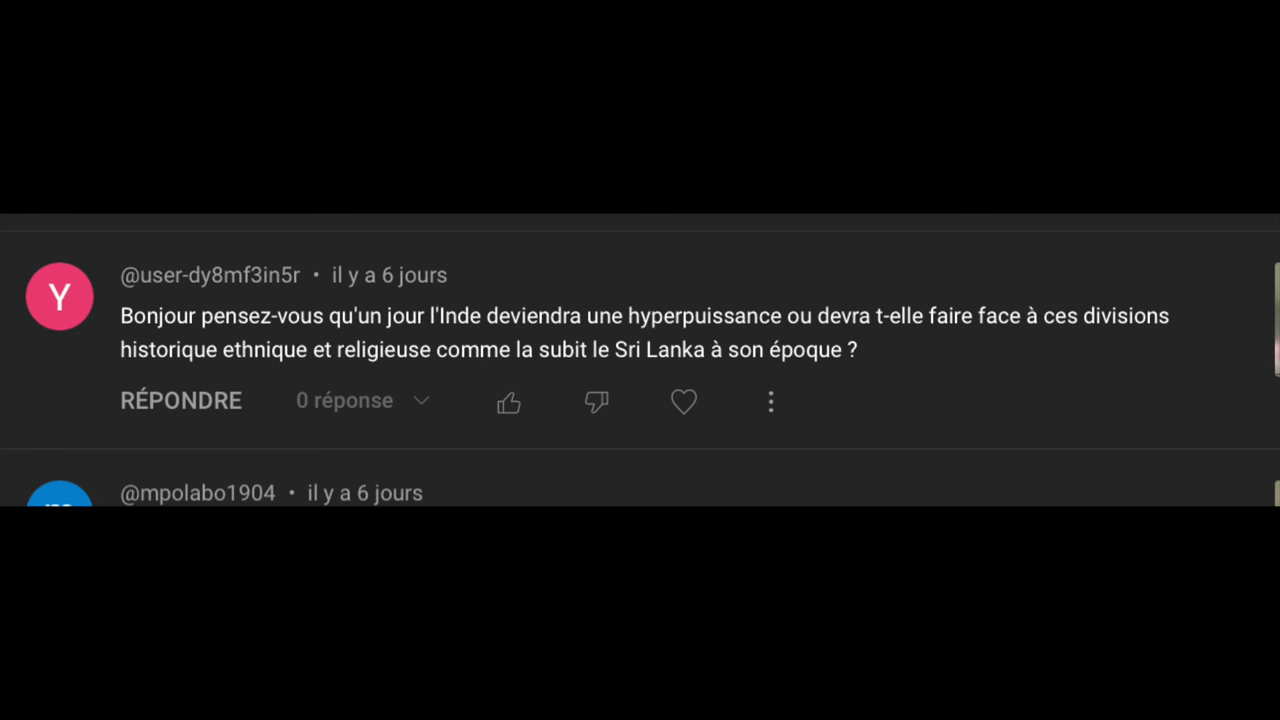 @user-dy8mf3in5r • il y a 6 jours
Y
Bonjour pensez-vous qu'un jour l'Inde deviendra une hyperpuissance ou devra t-elle faire face à ces divisions
historique ethnique et religieuse comme la subit le Sri Lanka à son époque ?
RÉPONDRE 0 réponse
@mpolabo1904 • il y a 6 jours